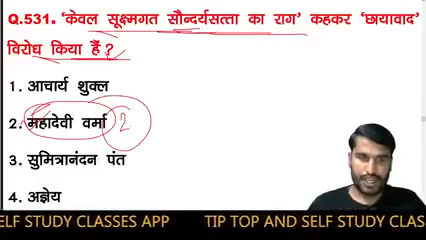 Q.531. 'केवल सूक्ष्मगत सौन्दर्यसत्ता का राग' कहकर 'छायावाद'
विरोध किया हैं?
1. आचार्य शुक्ल
2. महादेवी वर्मा 2
3. सुमित्रानंदन पंत
4. अज्ञेय
ELF STUDY CLASSES APP TIP TOP AND SELF STUDY CLAS